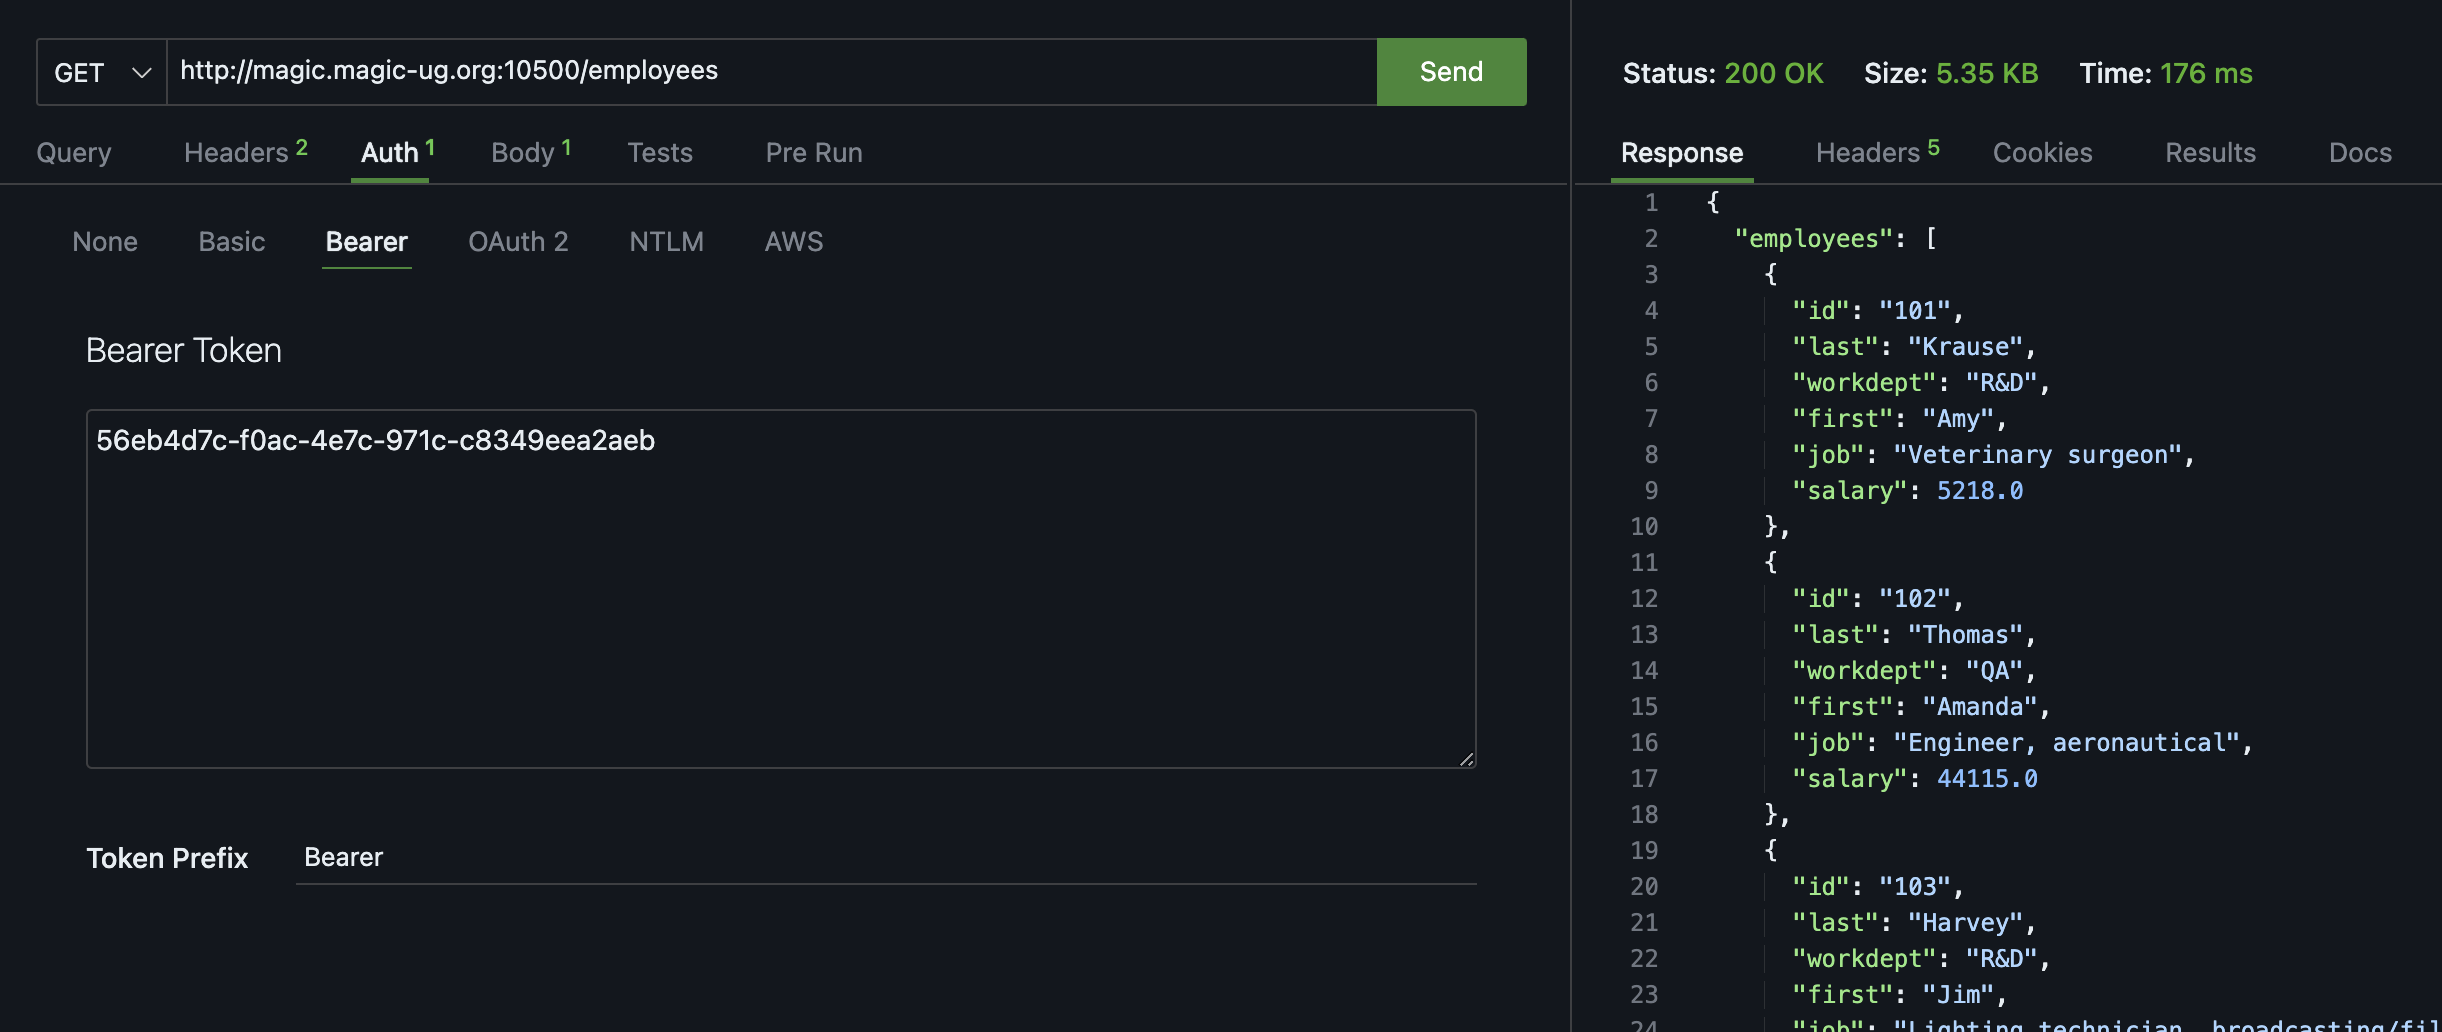 GET http://magic.magic-ug.org:10500/employees Send
Query Headers 2 Auth 1 Body 1 Tests Pre Run
None Basic Bearer OAuth 2 NTLM AWS
Bearer Token
56eb4d7c-f0ac-4e7c-971c-c8349eea2aeb
Token Prefix Bearer
Status: 200 OK Size: 5.35 KB Time: 176 ms
Response Headers 5 Cookies Results Docs
1 {
2 "employees": [
3 {
4 "id": "101",
5 "last": "Krause",
6 "workdept": "R&D",
7 "first": "Amy",
8 "job": "Veterinary surgeon",
9 "salary": 5218.0
10 },
11 {
12 "id": "102",
13 "last": "Thomas",
14 "workdept": "QA",
15 "first": "Amanda",
16 "job": "Engineer, aeronautical",
17 "salary": 44115.0
18 },
19 {
20 "id": "103",
21 "last": "Harvey",
22 "workdept": "R&D",
23 "first": "Jim",
24 "job": "Lighting technician, broadcasting/fil